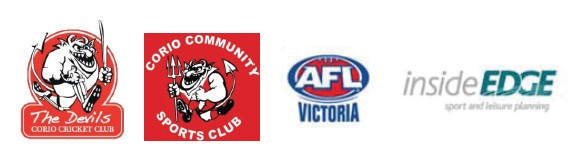 The Devils
CORIO CRICKET CLUB
CORIO COMMUNITY
SPORTS CLUB
AFL
VICTORIA
insideEDGE
sport and leisure planning